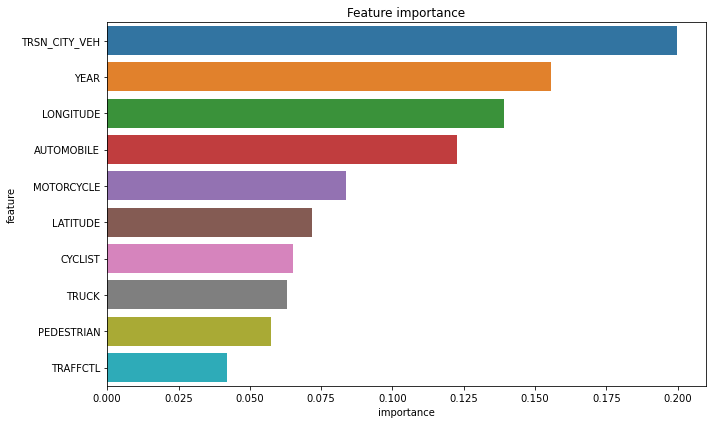 Feature importance
TRSN_CITY_VEH
YEAR
LONGITUDE
AUTOMOBILE
MOTORCYCLE
LATITUDE
CYCLIST
TRUCK
PEDESTRIAN
TRAFFCTL
feature
0.000 0.025 0.050 0.075 0.100 0.125 0.150 0.175 0.200
importance